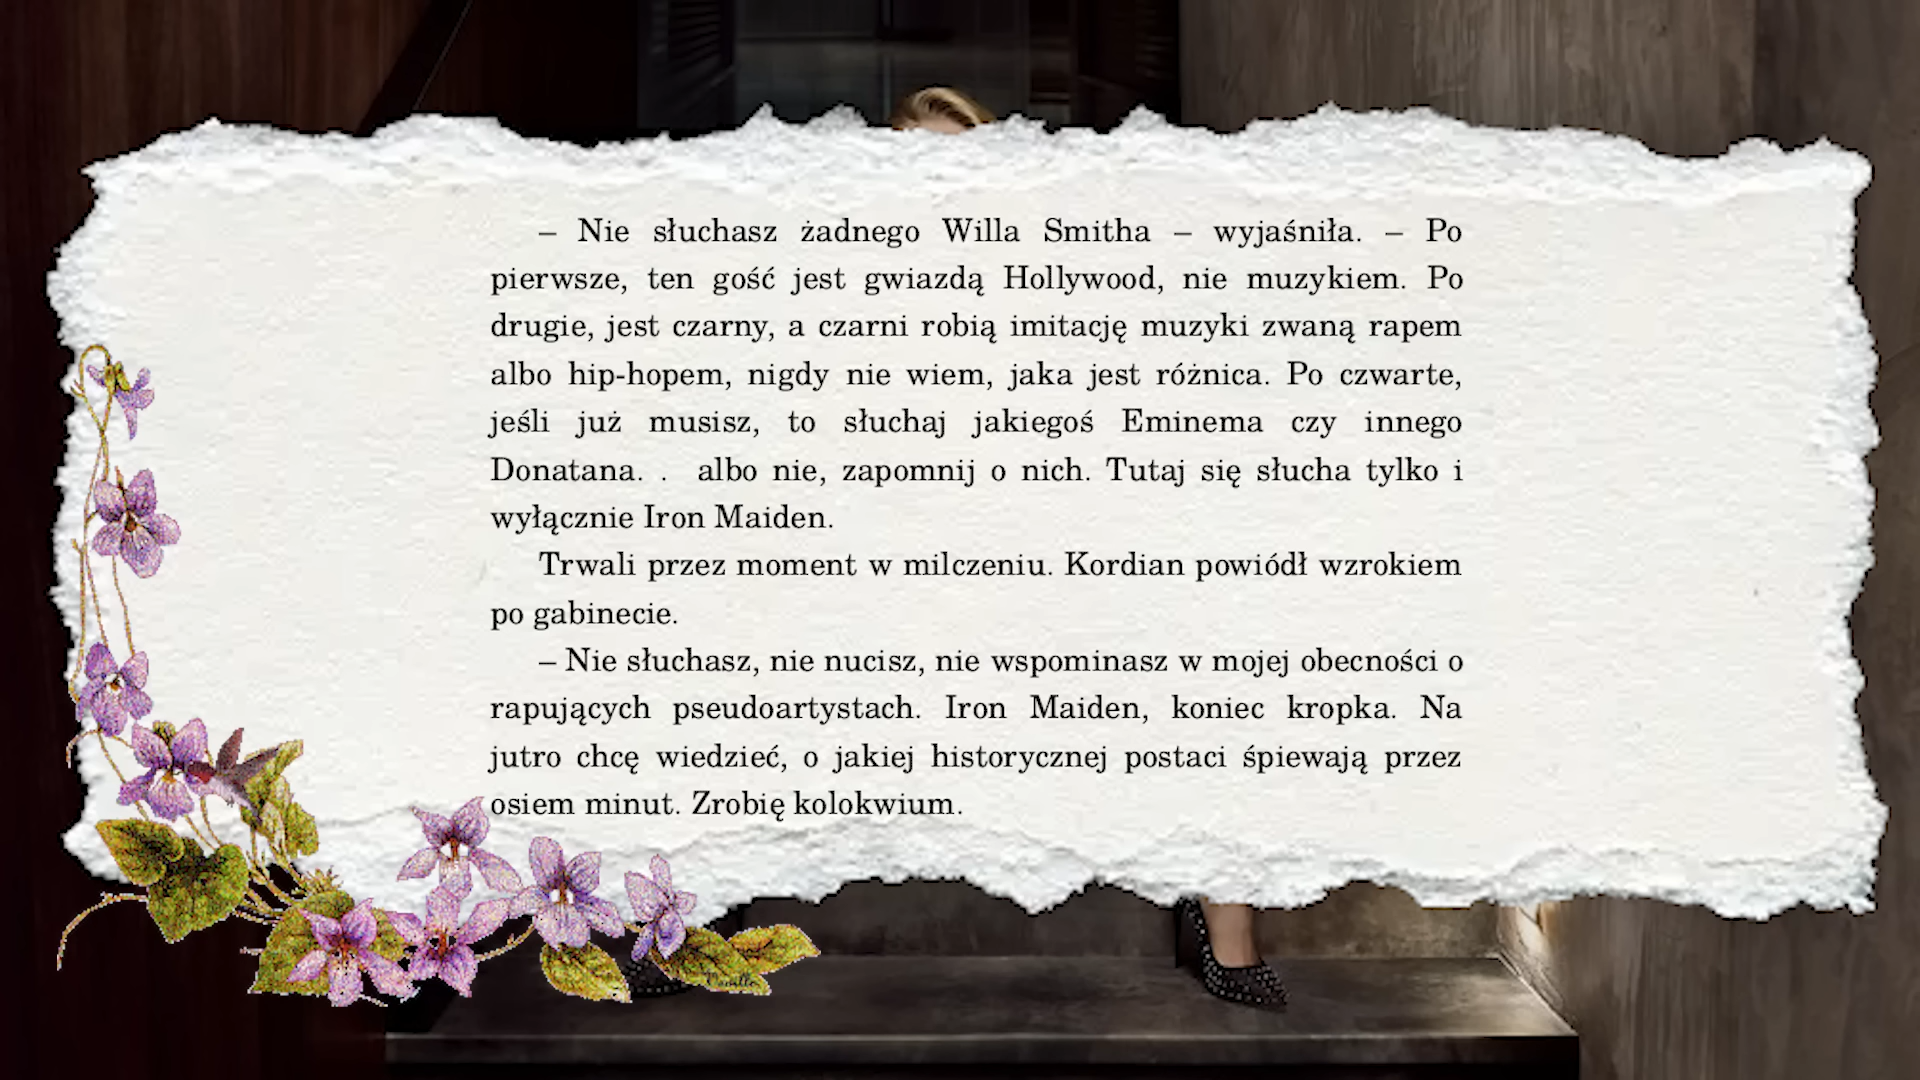 – Nie słuchasz żadnego Willa Smitha – wyjaśniła. – Po
pierwsze, ten gość jest gwiazdą Hollywood, nie muzykiem. Po
drugie, jest czarny, a czarni robią imitację muzyki zwaną rapem
albo hip-hopem, nigdy nie wiem, jaka jest różnica. Po czwarte,
jeśli już musisz, to słuchaj jakiegoś Eminema czy innego
Donatana. . albo nie, zapomnij o nich. Tutaj się słucha tylko i
wyłącznie Iron Maiden.
Trwali przez moment w milczeniu. Kordian powiódł wzrokiem
po gabinecie.
– Nie słuchasz, nie nucisz, nie wspominasz w mojej obecności o
rapujących pseudoartystach. Iron Maiden, koniec kropka. Na
jutro chcę wiedzieć, o jakiej historycznej postaci śpiewają przez
osiem minut. Zrobię kolokwium.